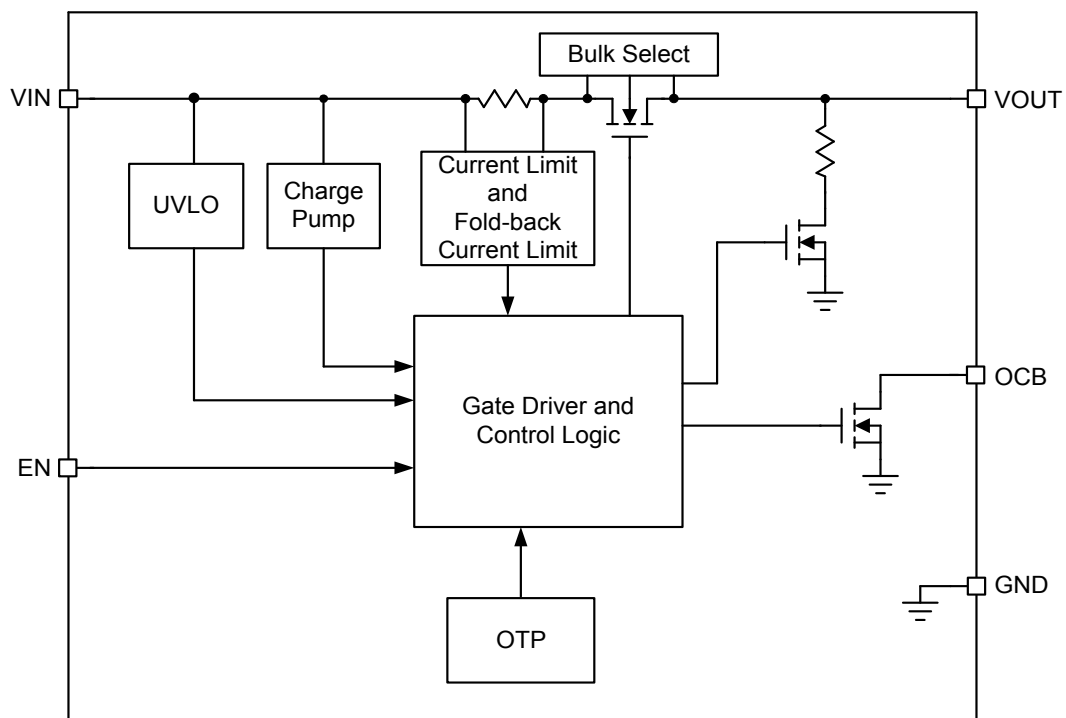 Bulk Select
VIN
VOUT
UVLO
Charge
Pump
Current Limit
and
Fold-back
Current Limit
OCB
Gate Driver and
Control Logic
EN
GND
OTP